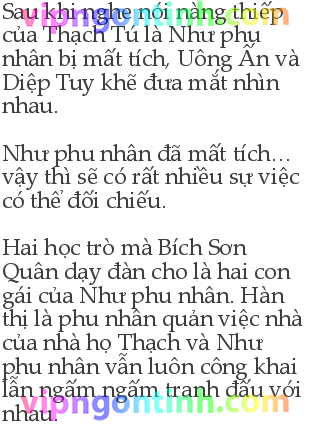 Sau khi nghe nói nàng thiếp
của Thạch Tú là Như phu
nhân bị mất tích, Uông Ẩn và
Diệp Tuy khẽ đưa mắt nhìn
nhau.
Như phu nhân đã mất tích...
vậy thì sẽ có rất nhiều sự việc
có thể đối chiếu.
Hai học trò mà Bích Sơn
Quân dạy đàn cho là hai con
gái của Như phu nhân. Hàn
thị là phu nhân quản việc nhà
của nhà họ Thạch và Như
phu nhân vẫn luôn công khai
lẫn ngấm ngầm tranh đấu với
nhau.
vipngontinh.com
vipngontinh.com